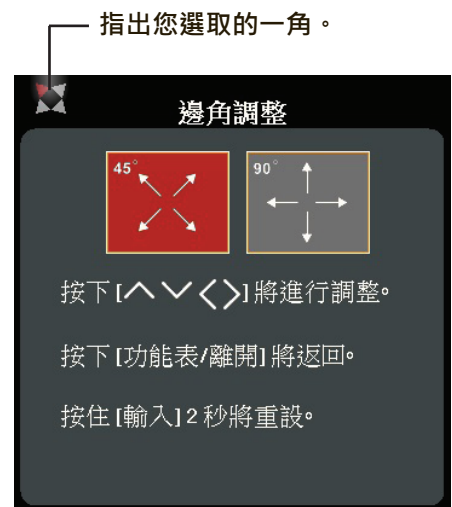 指出您選取的一角。
邊角調整
45° 90°
按下 [︿﹀〈〉] 將進行調整。
按下 [功能表/離開] 將返回。
按住 [輸入] 2 秒將重設。